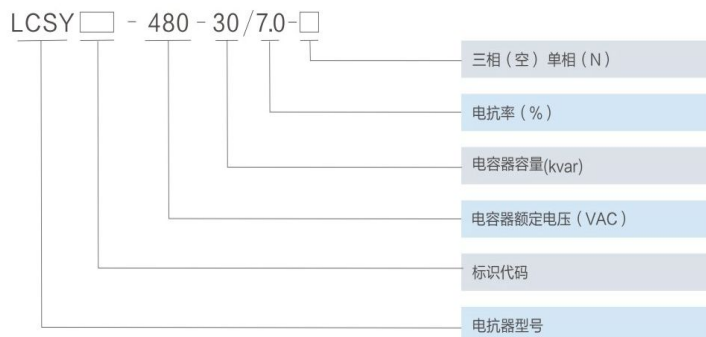 LCSY□ - 480 - 30/7.0-□
三相（空）单相（N）
电抗率（%）
电容器容量(kvar)
电容器额定电压（VAC）
标识代码
电抗器型号